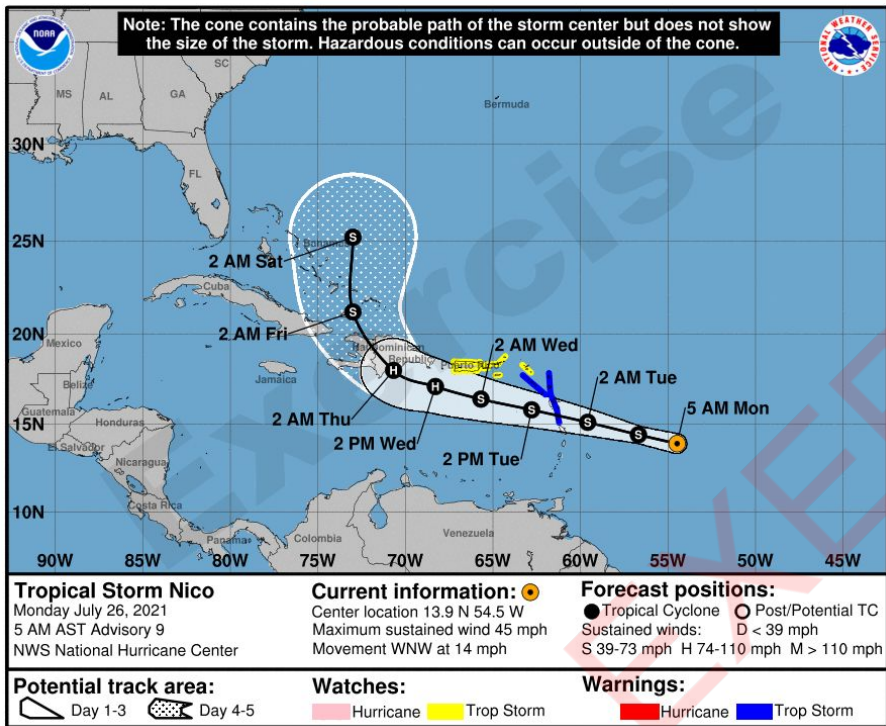 Note: The cone contains the probable path of the storm center but does not show
the size of the storm. Hazardous conditions can occur outside of the cone.
NOAA
NATIONAL WEATHER SERVICE
SC
MS
AL
GA
Bermuda
30N
FL
25N
Bahamas
2 AM Sat
Cuba
20N
2 AM Fri
Mexico
Haiti
Dominican
Republic
Puerto Rico
2 AM Wed
Belize
Jamaica
2 AM Tue
Guatemala
Honduras
2 AM Thu
5 AM Mon
15N
El Salvador
2 PM Wed
2 PM Tue
Nicaragua
10N
Costa Rica
Panama
Colombia
Venezuela
90W
85W
80W
75W
70W
65W
60W
55W
50W
45W
S
S
H
H
S
S
S
S
Exercise
EXER
Tropical Storm Nico
Monday July 26, 2021
5 AM AST Advisory 9
NWS National Hurricane Center
Current information:
Center location 13.9 N 54.5 W
Maximum sustained wind 45 mph
Movement WNW at 14 mph
Forecast positions:
Tropical Cyclone Post/Potential TC
Sustained winds: D < 39 mph
S 39-73 mph H 74-110 mph M > 110 mph
Potential track area:
Day 1-3 Day 4-5
Watches:
Hurricane Trop Storm
Warnings:
Hurricane Trop Storm